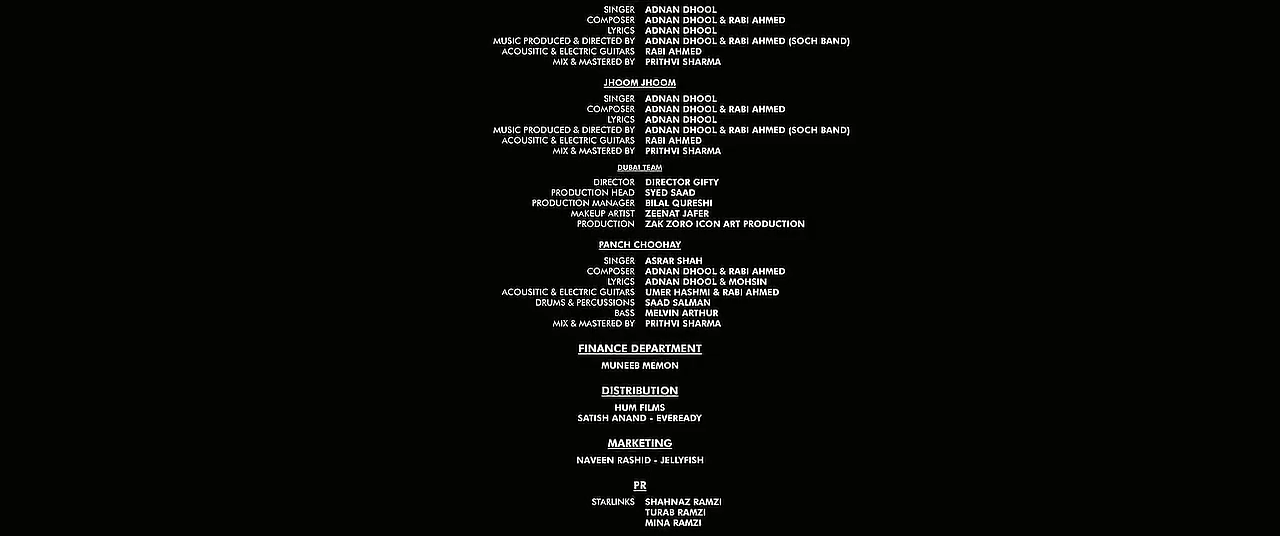 SINGER ADNAN DHOOL
COMPOSER ADNAN DHOOL & RABI AHMED
LYRICS ADNAN DHOOL
MUSIC PRODUCED & DIRECTED BY ADNAN DHOOL & RABI AHMED (SOCH BAND)
ACOUSITIC & ELECTRIC GUITARS RABI AHMED
MIX & MASTERED BY PRITHVI SHARMA
JHOOM JHOOM
SINGER ADNAN DHOOL
COMPOSER ADNAN DHOOL & RABI AHMED
LYRICS ADNAN DHOOL
MUSIC PRODUCED & DIRECTED BY ADNAN DHOOL & RABI AHMED (SOCH BAND)
ACOUSITIC & ELECTRIC GUITARS RABI AHMED
MIX & MASTERED BY PRITHVI SHARMA
DUBAI TEAM
DIRECTOR DIRECTOR GIFTY
PRODUCTION HEAD SYED SAAD
PRODUCTION MANAGER BILAL QURESHI
MAKEUP ARTIST ZEENAT JAFER
PRODUCTION ZAK ZORO ICON ART PRODUCTION
PANCH CHOOHAY
SINGER ASRAR SHAH
COMPOSER ADNAN DHOOL & RABI AHMED
LYRICS ADNAN DHOOL & MOHSIN
ACOUSITIC & ELECTRIC GUITARS UMER HASHMI & RABI AHMED
DRUMS & PERCUSSIONS SAAD SALMAN
BASS MELVIN ARTHUR
MIX & MASTERED BY PRITHVI SHARMA
FINANCE DEPARTMENT
MUNEEB MEMON
DISTRIBUTION
HUM FILMS
SATISH ANAND - EVEREADY
MARKETING
NAVEEN RASHID - JELLYFISH
PR
STARLINKS SHAHNAZ RAMZI
TURAB RAMZI
MINA RAMZI